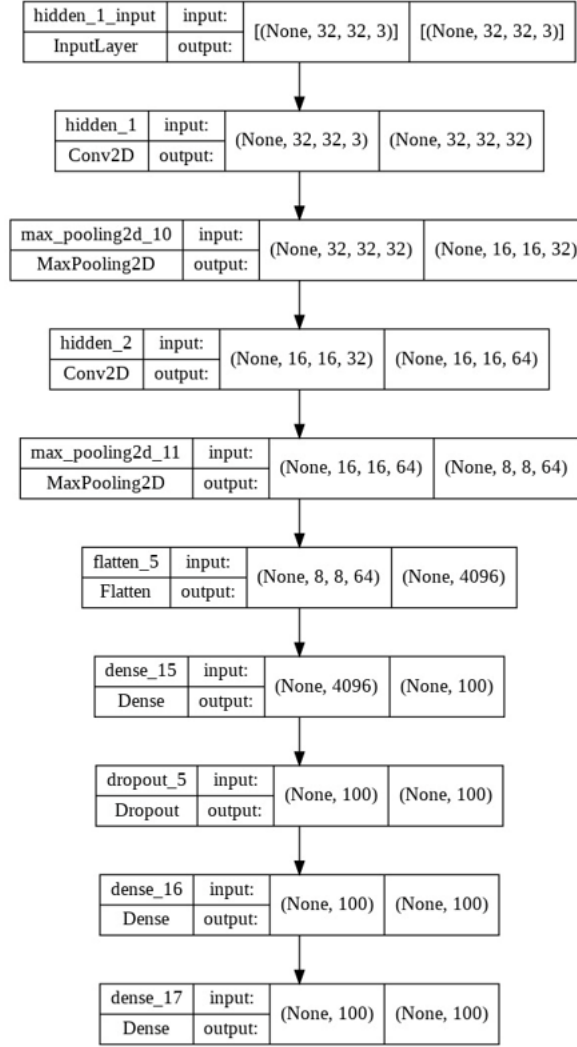 hidden_1_input input: [(None, 32, 32, 3)] [(None, 32, 32, 3)]
InputLayer output:
hidden_1 input: (None, 32, 32, 3) (None, 32, 32, 32)
Conv2D output:
max_pooling2d_10 input: (None, 32, 32, 32) (None, 16, 16, 32)
MaxPooling2D output:
hidden_2 input: (None, 16, 16, 32) (None, 16, 16, 64)
Conv2D output:
max_pooling2d_11 input: (None, 16, 16, 64) (None, 8, 8, 64)
MaxPooling2D output:
flatten_5 input: (None, 8, 8, 64) (None, 4096)
Flatten output:
dense_15 input: (None, 4096) (None, 100)
Dense output:
dropout_5 input: (None, 100) (None, 100)
Dropout output:
dense_16 input: (None, 100) (None, 100)
Dense output:
dense_17 input: (None, 100) (None, 100)
Dense output: